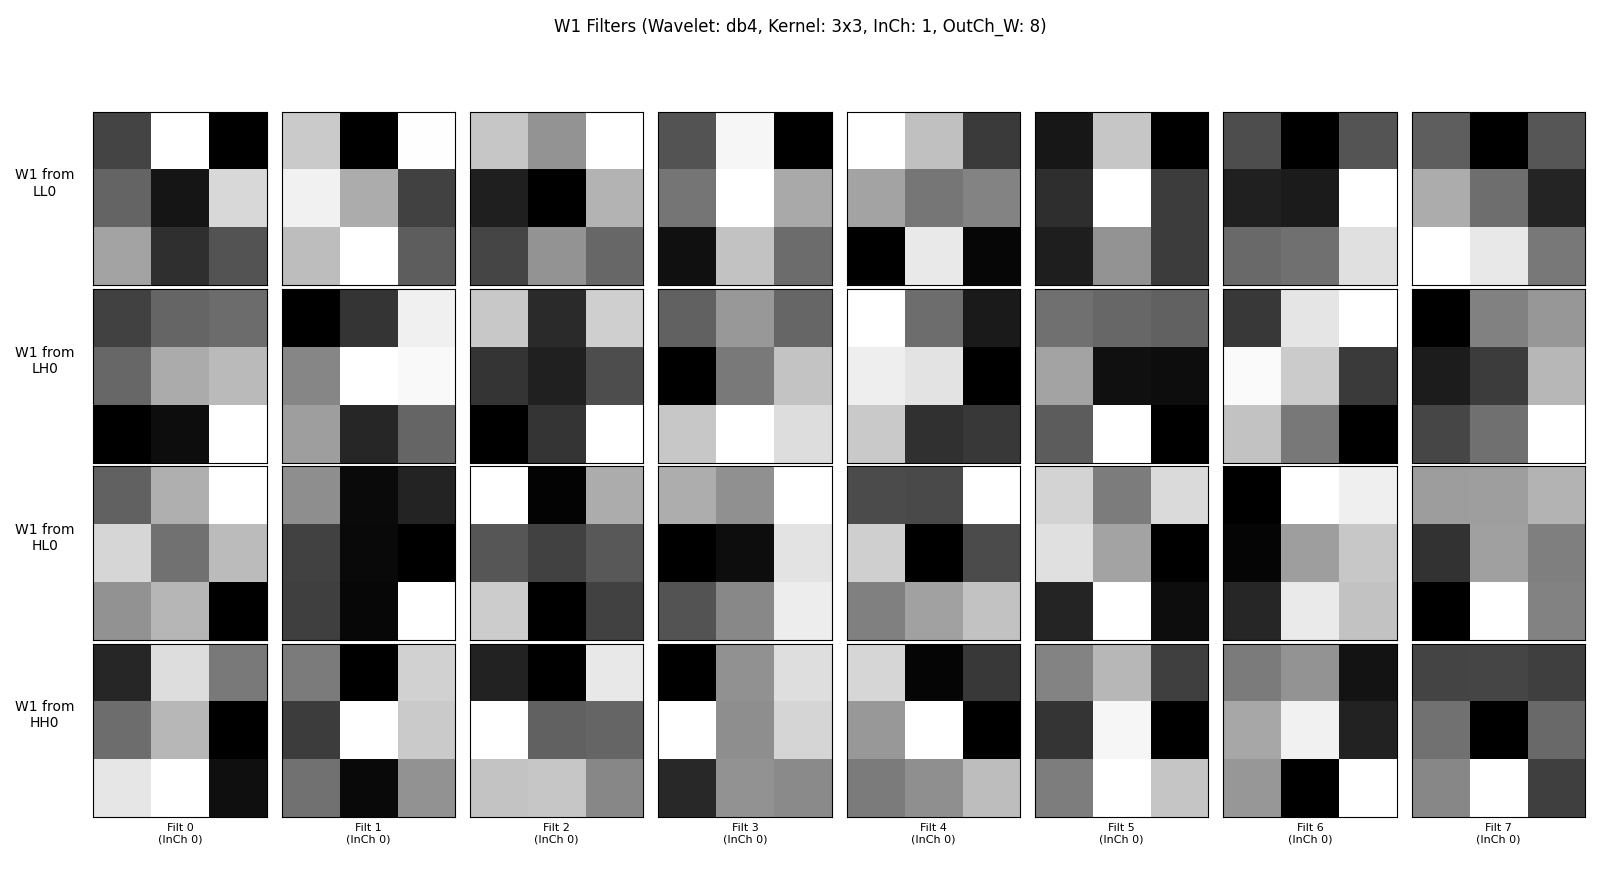 W1 Filters (Wavelet: db4, Kernel: 3x3, InCh: 1, OutCh_W: 8)
W1 from
LL0
W1 from
LH0
W1 from
HL0
W1 from
HH0
Filt 0
(InCh 0)
Filt 1
(InCh 0)
Filt 2
(InCh 0)
Filt 3
(InCh 0)
Filt 4
(InCh 0)
Filt 5
(InCh 0)
Filt 6
(InCh 0)
Filt 7
(InCh 0)